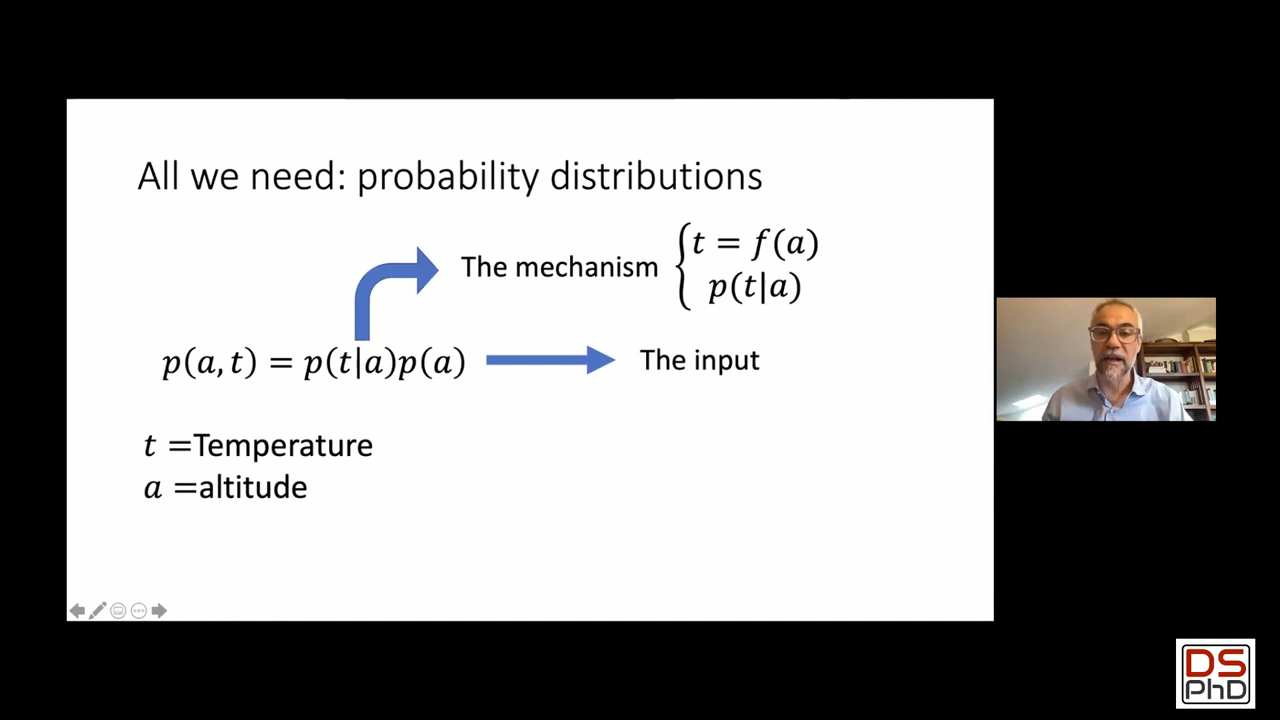 All we need: probability distributions
The mechanism { t = f(a)
p(t|a)
p(a, t) = p(t|a)p(a)
The input
t =Temperature
a =altitude
DS
PhD